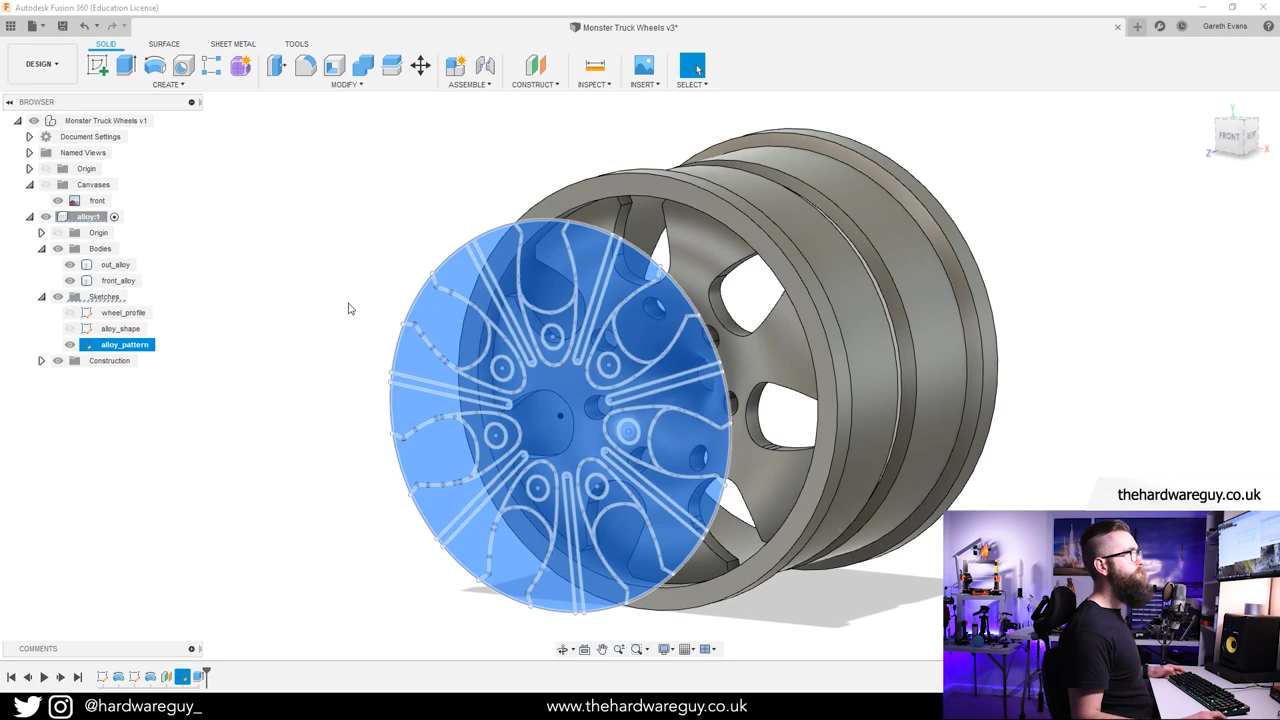 Autodesk Fusion 360 (Education License)
Monster Truck Wheels v3*
Gareth Evans
DESIGN
SOLID
SURFACE
SHEET METAL
TOOLS
CREATE
MODIFY
ASSEMBLE
CONSTRUCT
INSPECT
INSERT
SELECT
BROWSER
Monster Truck Wheels v1
Document Settings
Named Views
Origin
Canvases
front
alloy:1
Origin
Bodies
out_alloy
front_alloy
Sketches
wheel_profile
alloy_shape
alloy_pattern
Construction
Y
FRONT
Z
X
thehardwareguy.co.uk
COMMENTS
@hardwareguy_
www.thehardwareguy.co.uk